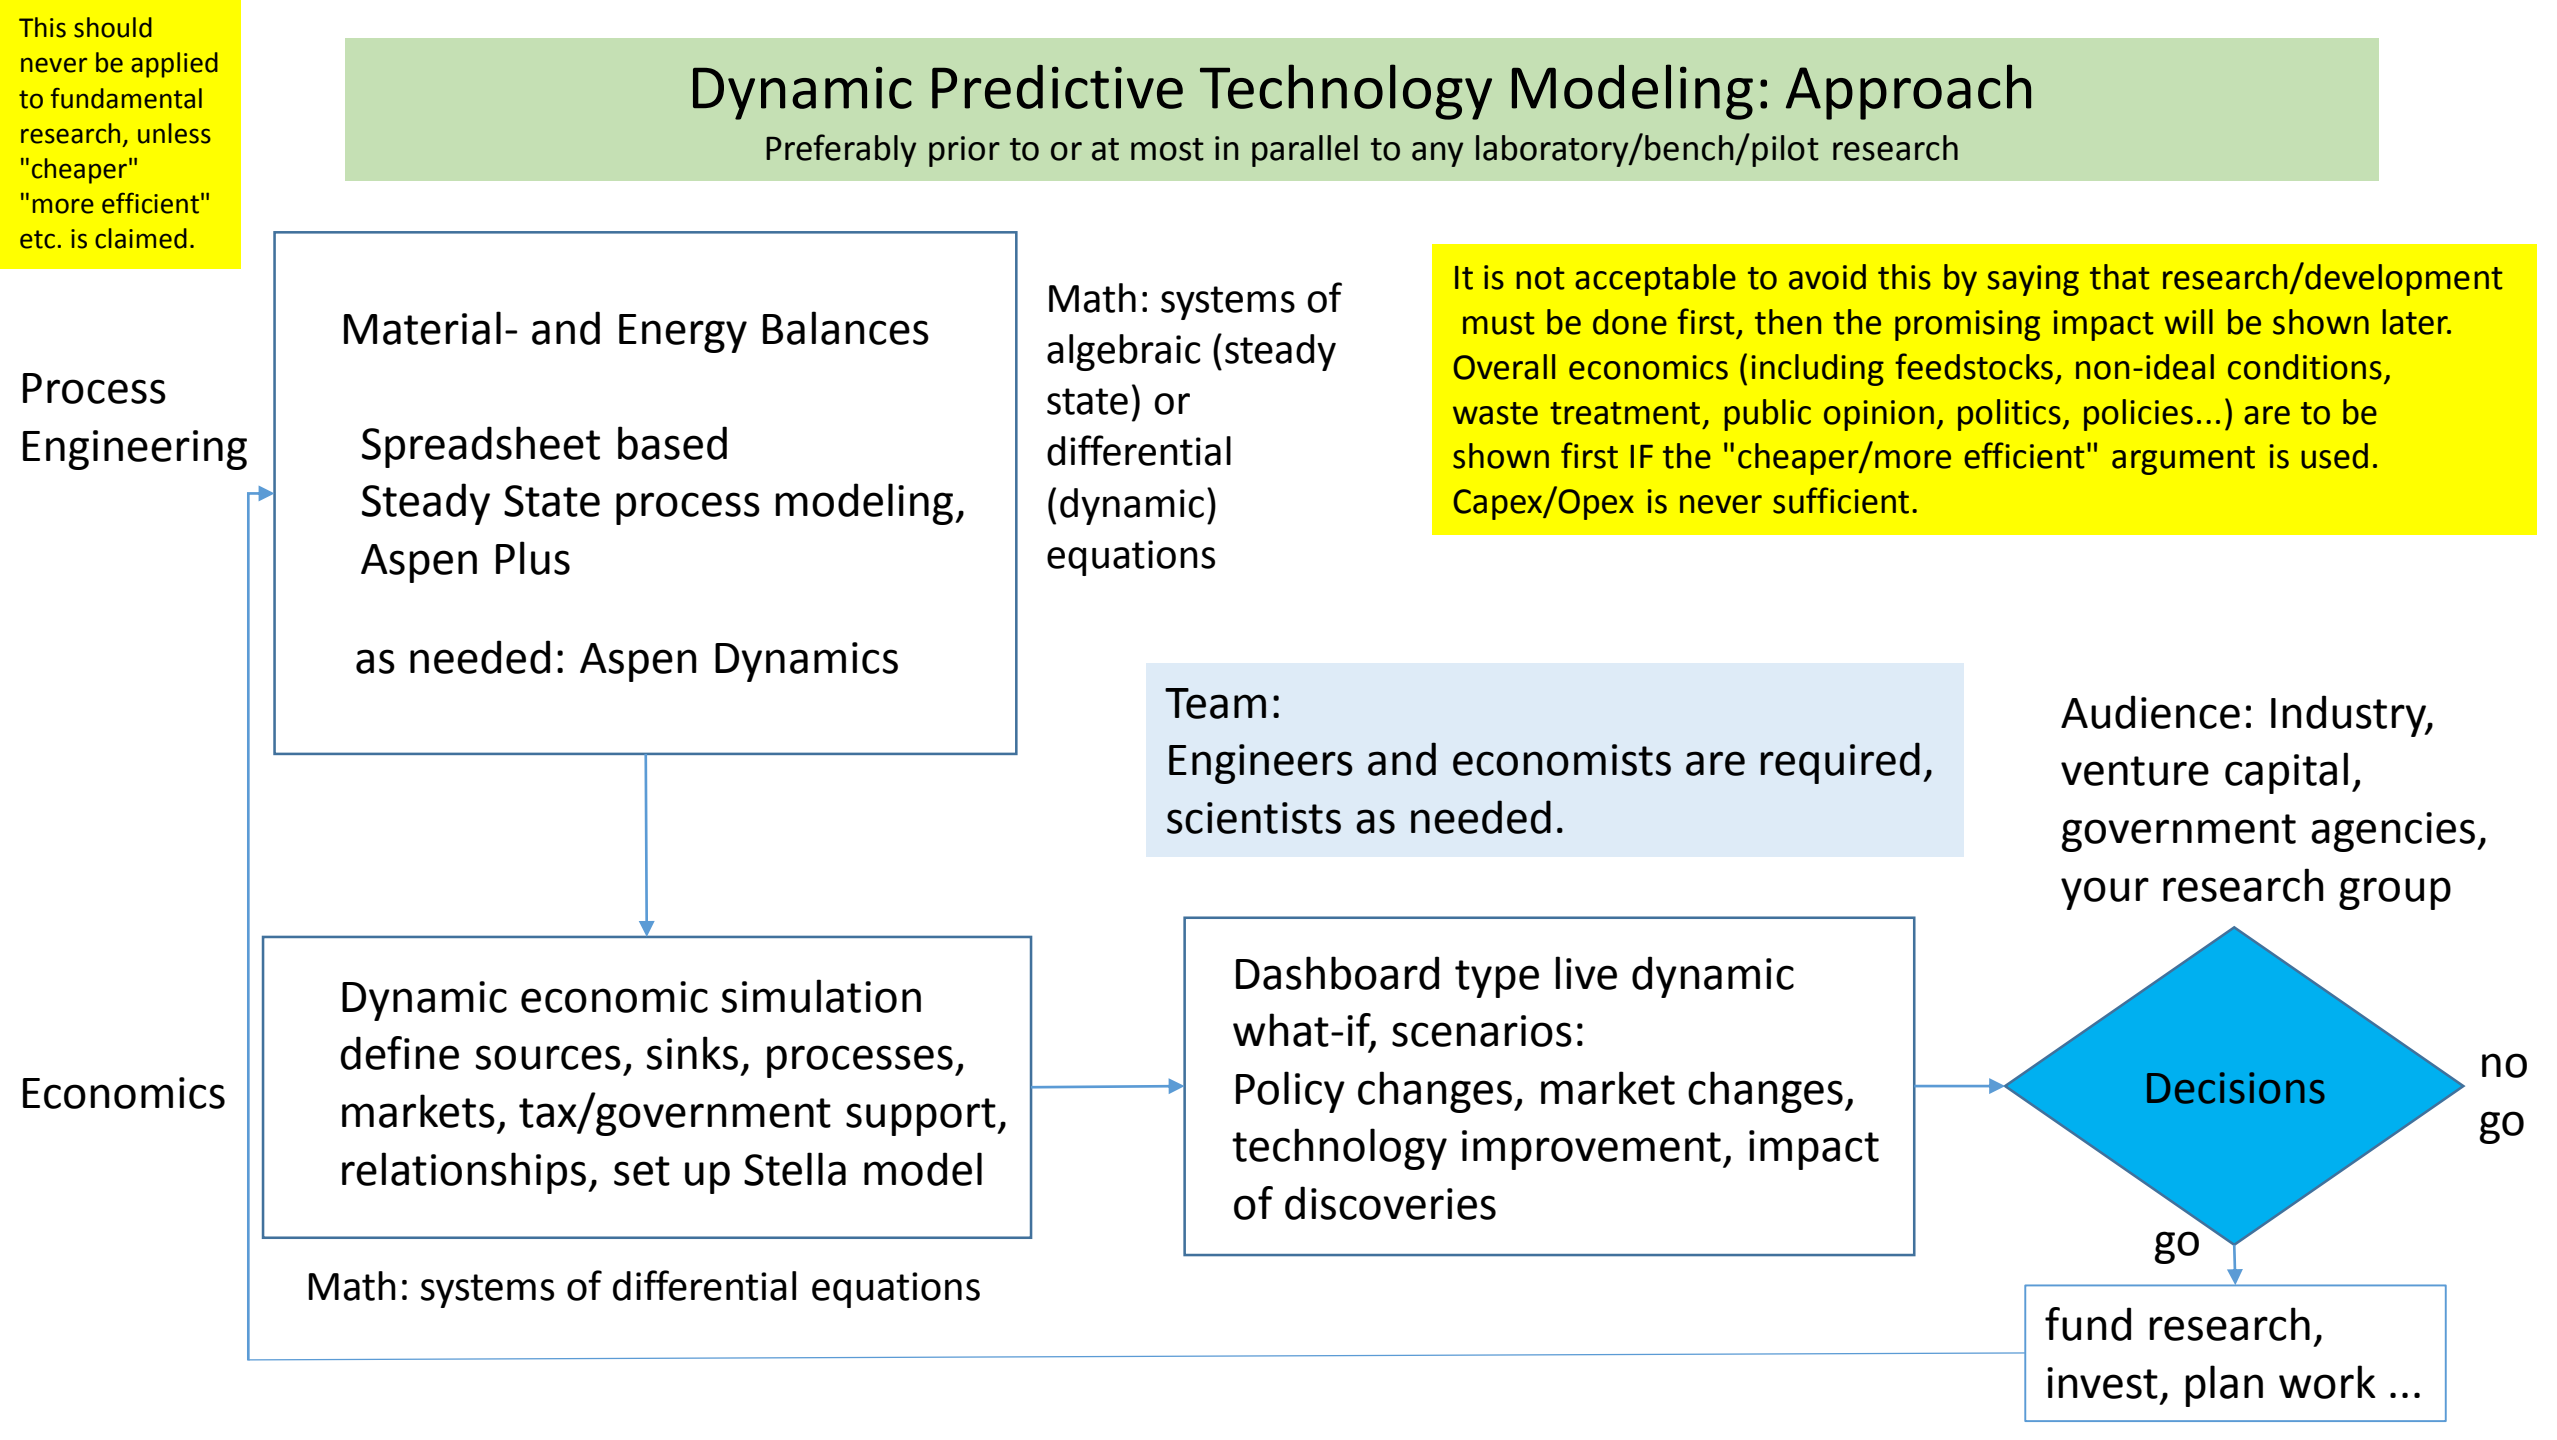 This should
never be applied
to fundamental
research, unless
"cheaper"
"more efficient"
etc. is claimed.
Dynamic Predictive Technology Modeling: Approach
Preferably prior to or at most in parallel to any laboratory/bench/pilot research
Process
Engineering
Material- and Energy Balances
Spreadsheet based
Steady State process modeling,
Aspen Plus
as needed: Aspen Dynamics
Math: systems of
algebraic (steady
state) or
differential
(dynamic)
equations
It is not acceptable to avoid this by saying that research/development
must be done first, then the promising impact will be shown later.
Overall economics (including feedstocks, non-ideal conditions,
waste treatment, public opinion, politics, policies...) are to be
shown first IF the "cheaper/more efficient" argument is used.
Capex/Opex is never sufficient.
Team:
Engineers and economists are required,
scientists as needed.
Audience: Industry,
venture capital,
government agencies,
your research group
Economics
Dynamic economic simulation
define sources, sinks, processes,
markets, tax/government support,
relationships, set up Stella model
Math: systems of differential equations
Dashboard type live dynamic
what-if, scenarios:
Policy changes, market changes,
technology improvement, impact
of discoveries
Decisions
no
go
go
fund research,
invest, plan work ...